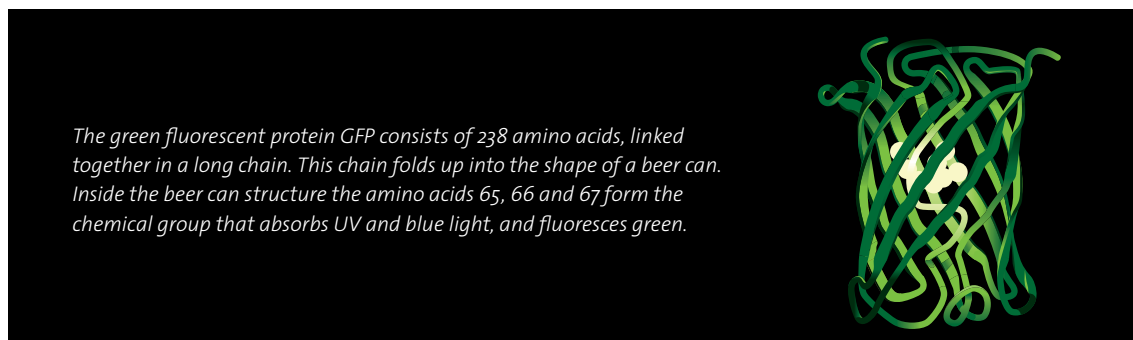 The green fluorescent protein GFP consists of 238 amino acids, linked
together in a long chain. This chain folds up into the shape of a beer can.
Inside the beer can structure the amino acids 65, 66 and 67 form the
chemical group that absorbs UV and blue light, and fluoresces green.